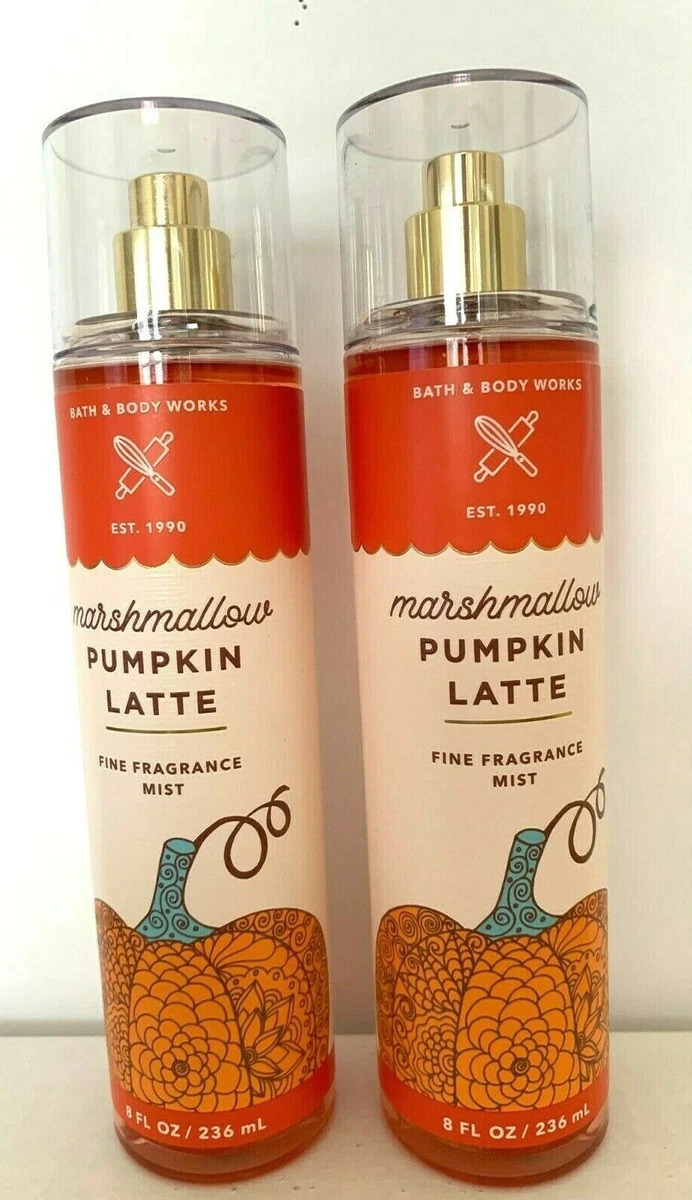 BATH & BODY WORKS
EST. 1990
marshmallow
PUMPKIN
LATTE
FINE FRAGRANCE
MIST
8 FL OZ / 236 mL
BATH & BODY WORKS
EST. 1990
marshmallow
PUMPKIN
LATTE
FINE FRAGRANCE
MIST
8 FL OZ / 236 mL